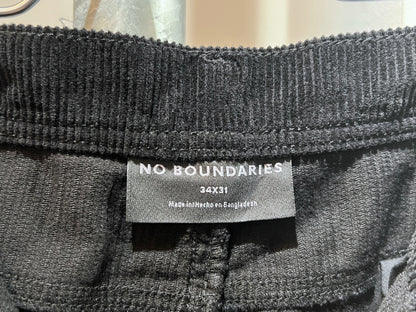 NO BOUNDARIES
34X31
Made in/Hecho en Bangladesh